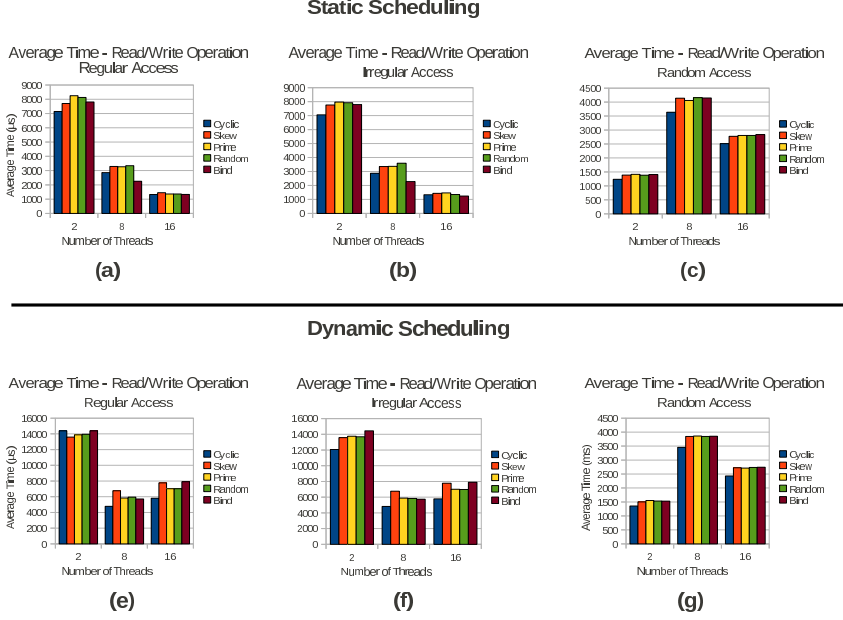 Static Scheduling
Average Time - Read/Write Operation
Regular Access
Average Time (µs)
9000
8000
7000
6000
5000
4000
3000
2000
1000
0
2 8 16
Number of Threads
Cyclic
Skew
Prime
Random
Bind
(a)
Average Time - Read/Write Operation
Irregular Access
9000
8000
7000
6000
5000
4000
3000
2000
1000
0
2 8 16
Number of Threads
Cyclic
Skew
Prime
Random
Bind
(b)
Average Time - Read/Write Operation
Random Access
4500
4000
3500
3000
2500
2000
1500
1000
500
0
2 8 16
Number of Threads
Cyclic
Skew
Prime
Random
Bind
(c)
Dynamic Scheduling
Average Time - Read/Write Operation
Regular Access
Average Time (µs)
16000
14000
12000
10000
8000
6000
4000
2000
0
2 8 16
Number of Threads
Cyclic
Skew
Prime
Random
Bind
(e)
Average Time - Read/Write Operation
Irregular Access
16000
14000
12000
10000
8000
6000
4000
2000
0
2 8 16
Number of Threads
Cyclic
Skew
Prime
Random
Bind
(f)
Average Time - Read/Write Operation
Random Access
Average Time (ms)
4500
4000
3500
3000
2500
2000
1500
1000
500
0
2 8 16
Number of Threads
Cyclic
Skew
Prime
Random
Bind
(g)